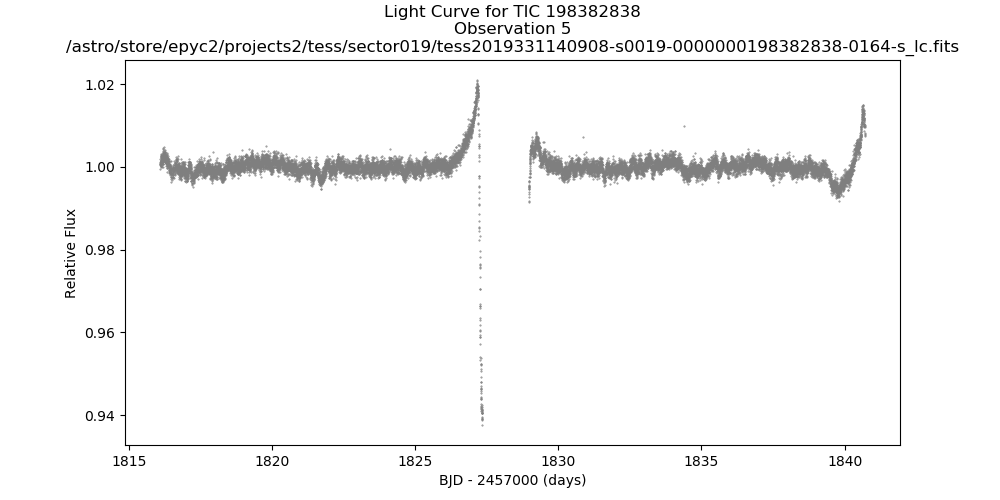 Light Curve for TIC 198382838
Observation 5
/astro/store/epyc2/projects2/tess/sector019/tess2019331140908-s0019-0000000198382838-0164-s_lc.fits
1.02
1.00
0.98
0.96
0.94
Relative Flux
1815
1820
1825
1830
1835
1840
BJD - 2457000 (days)